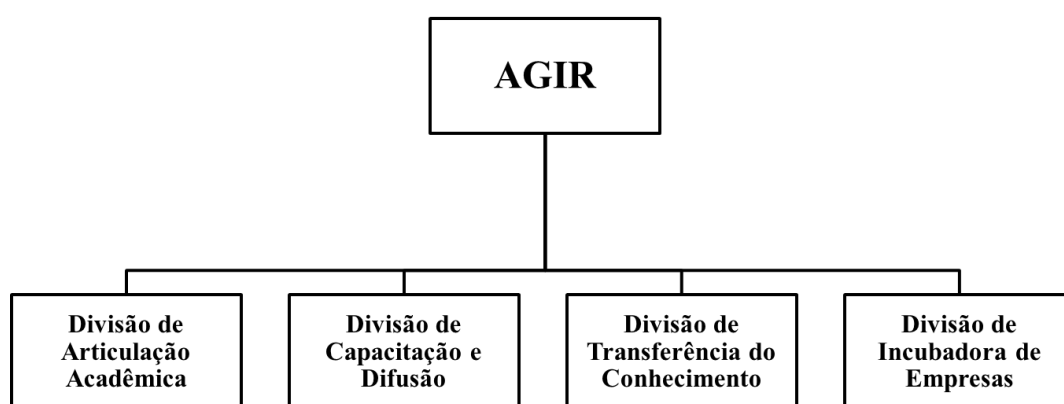 AGIR
Divisão de
Articulação
Acadêmica
Divisão de
Capacitação e
Difusão
Divisão de
Transferência do
Conhecimento
Divisão de
Incubadora de
Empresas